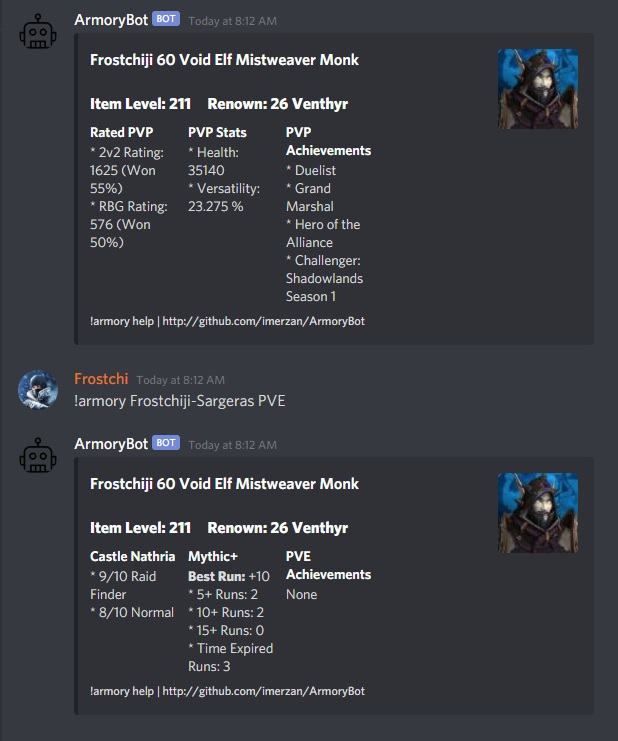 ArmoryBot BOT Today at 8:12 AM
Frostchiji 60 Void Elf Mistweaver Monk
Item Level: 211 Renown: 26 Venthyr
Rated PVP
* 2v2 Rating:
1625 (Won
55%)
* RBG Rating:
576 (Won
50%)
PVP Stats
* Health:
35140
* Versatility:
23.275 %
PVP
Achievements
* Duelist
* Grand
Marshal
* Hero of the
Alliance
* Challenger:
Shadowlands
Season 1
!armory help | http://github.com/imerzan/ArmoryBot
Frostchi Today at 8:12 AM
!armory Frostchiji-Sargeras PVE
ArmoryBot BOT Today at 8:12 AM
Frostchiji 60 Void Elf Mistweaver Monk
Item Level: 211 Renown: 26 Venthyr
Castle Nathria
* 9/10 Raid
Finder
* 8/10 Normal
Mythic+
Best Run: +10
* 5+ Runs: 2
* 10+ Runs: 2
* 15+ Runs: 0
* Time Expired
Runs: 3
PVE
Achievements
None
!armory help | http://github.com/imerzan/ArmoryBot